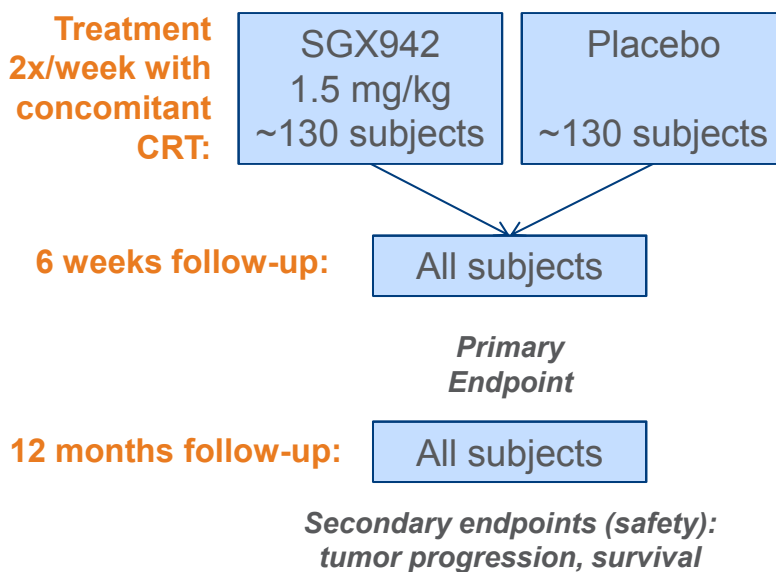 Treatment
2x/week with
concomitant
CRT:
SGX942
1.5 mg/kg
~130 subjects
Placebo
~130 subjects
6 weeks follow-up:
All subjects
Primary
Endpoint
12 months follow-up:
All subjects
Secondary endpoints (safety):
tumor progression, survival